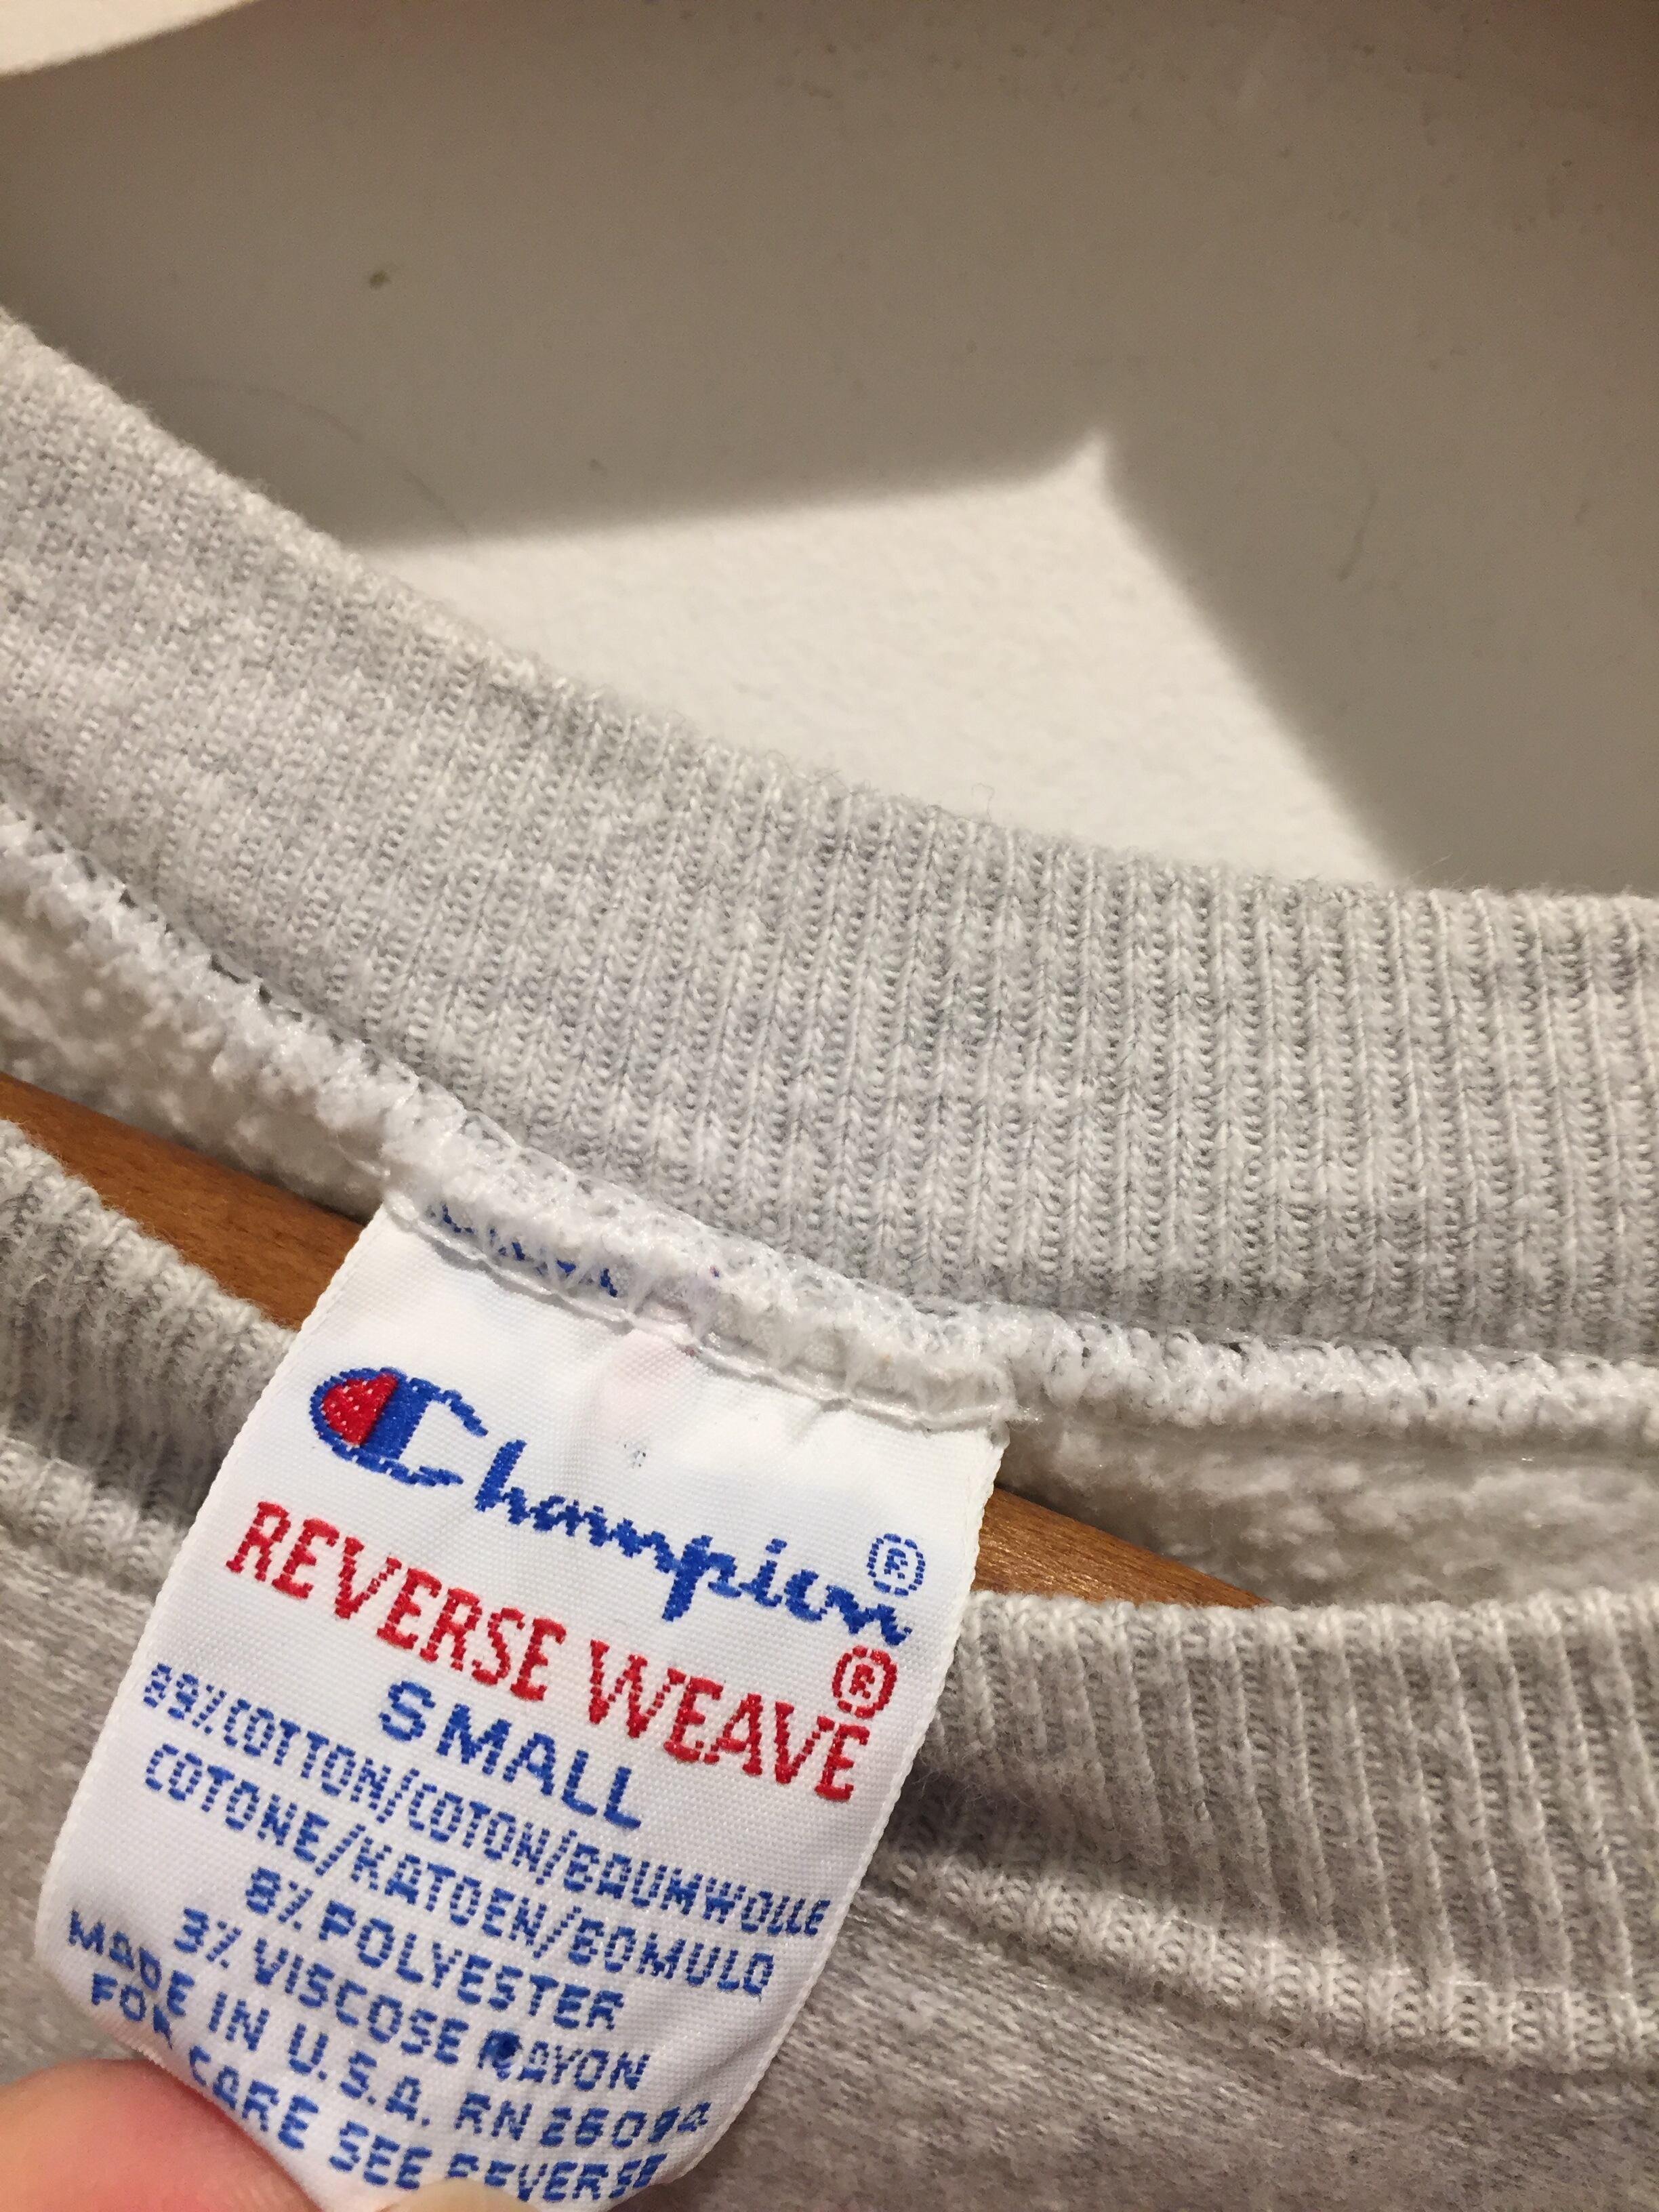 Champion®
REVERSE WEAVE®
SMALL
89% COTTON/COTON/BAUMWOLLE
COTONE/KATOEN/BOMULD
8% POLYESTER
3% VISCOSE RAYON
MADE IN U.S.A. RN 26094
FOR CARE SEE REVERSE